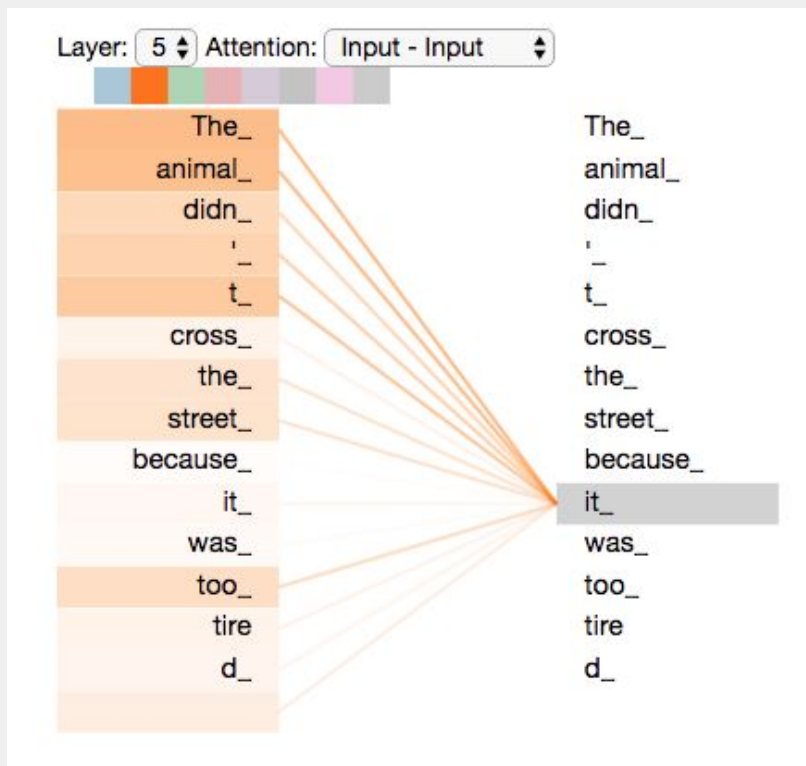 Layer: 5 Attention: Input - Input
The_ The_
animal_ animal_
didn_ didn_
'_ '_
t_ t_
cross_ cross_
the_ the_
street_ street_
because_ because_
it_ it_
was_ was_
too_ too_
tire tire
d_ d_